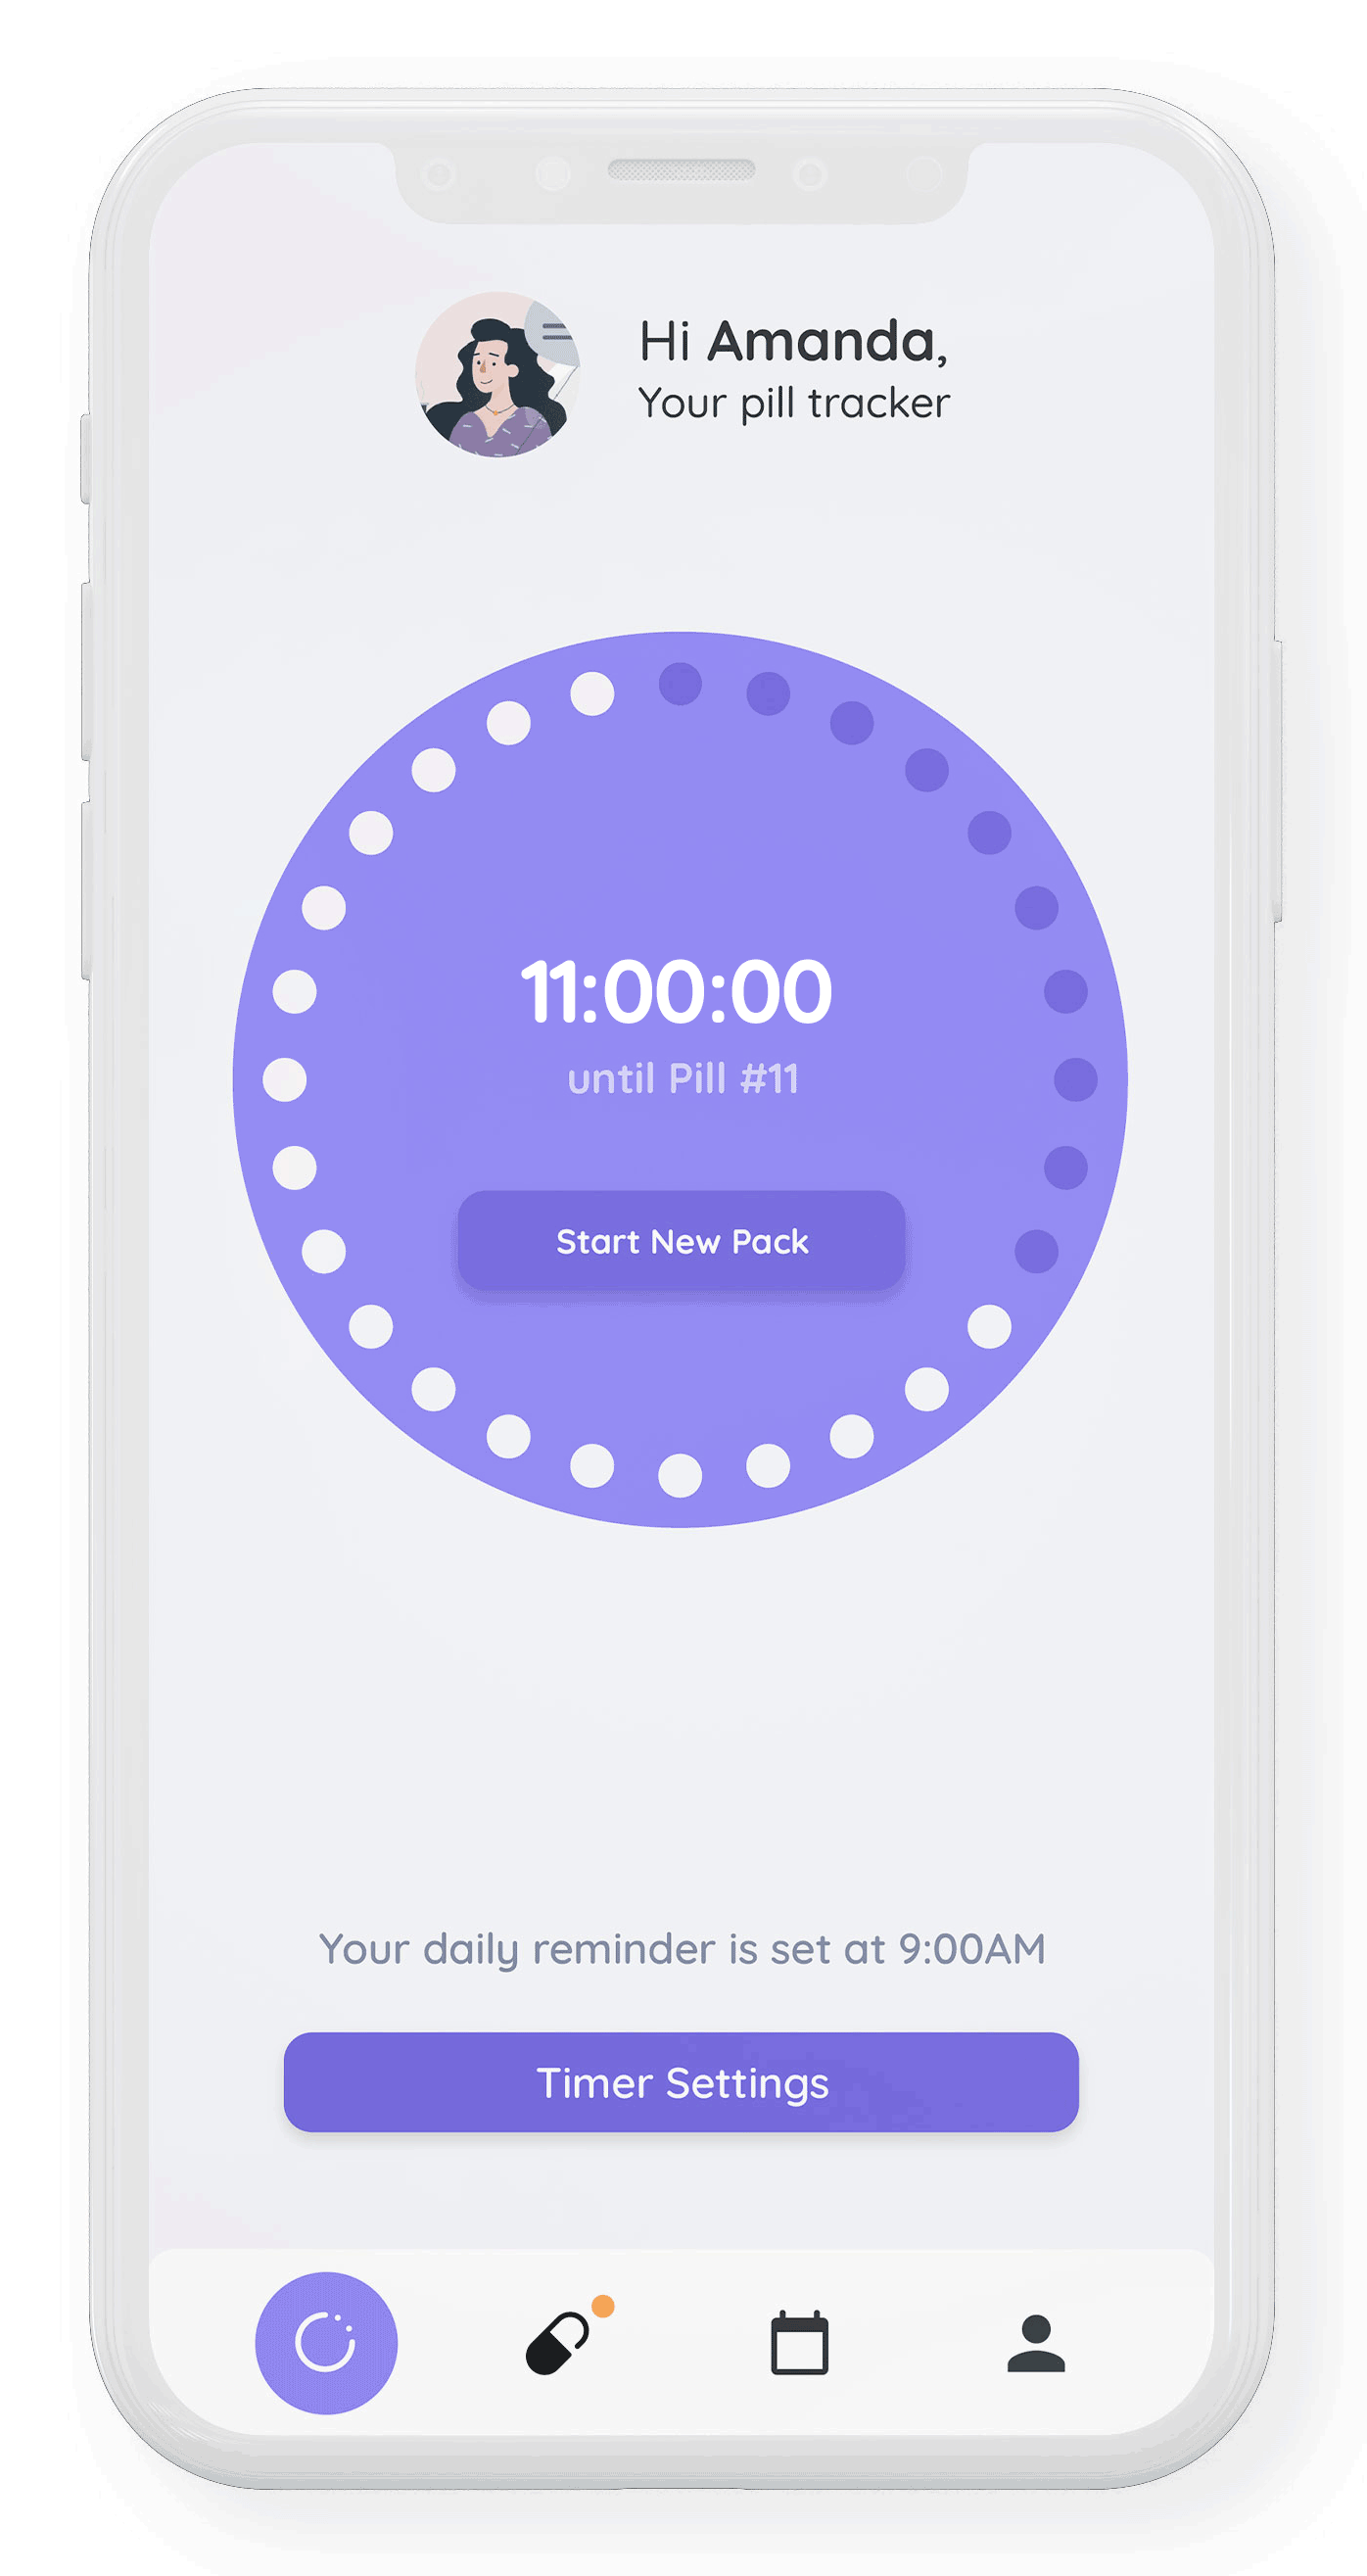 Hi Amanda,
Your pill tracker
11:00:00
until Pill #11
Start New Pack
Your daily reminder is set at 9:00AM
Timer Settings